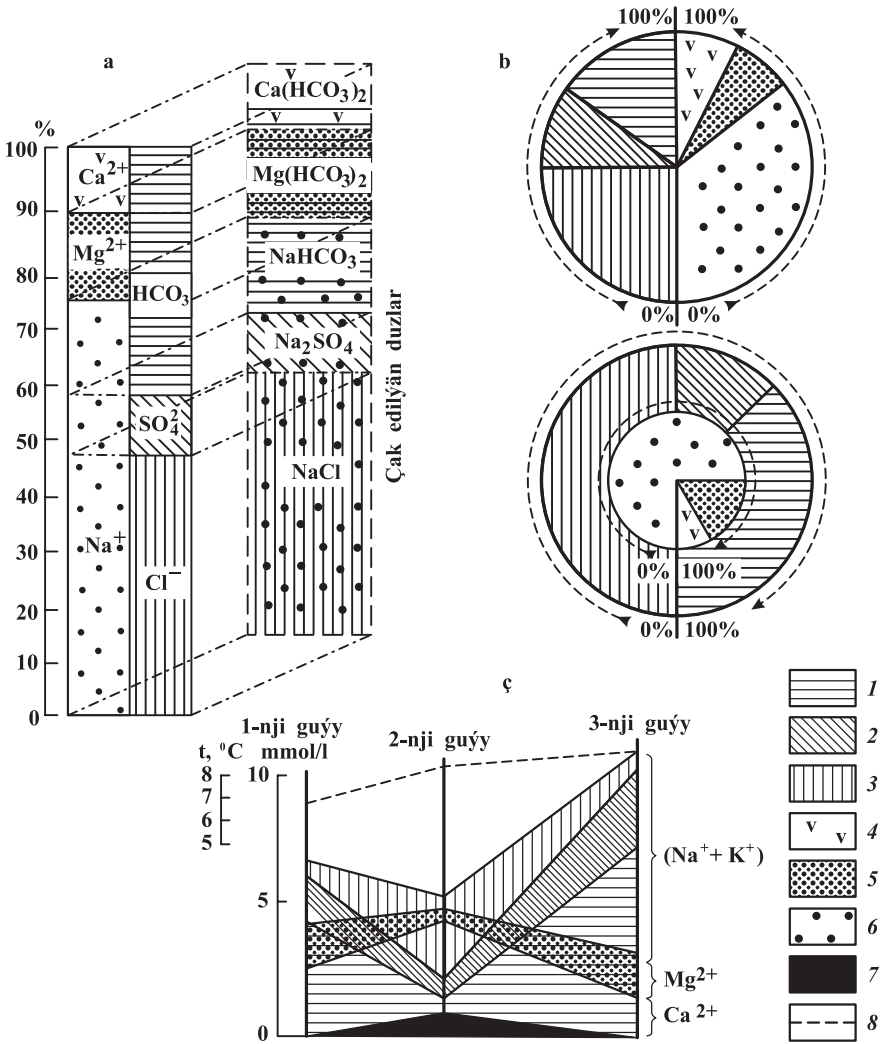 a
%
100
90
80
70
60
50
40
30
20
10
0
Ca²⁺
Mg²⁺
Na⁺
HCO₃
SO₄²
Cl⁻
Ca(HCO₃)₂
Mg(HCO₃)₂
NaHCO₃
Na₂SO₄
NaCl
Çak edilýän duzlar
b
100% 100%
0% 0%
0% 100%
0% 100%
ç
1-nji guýy
2-nji guýy
3-nji guýy
t, ⁰C mmol/l
8
7
6
5
10
5
0
(Na⁺+ K⁺)
Mg²⁺
Ca²⁺
1
2
3
4
5
6
7
8